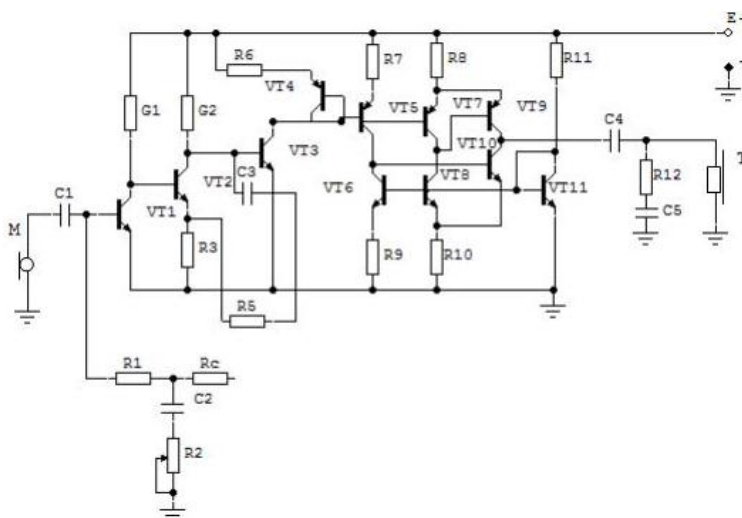 E-
R6
R7
R8
R11
VT4
G1
G2
VT5
VT7
VT9
C4
VT3
C1
C3
VT2
VT10
M
VT1
VT6
VT8
VT11
R12
T
R3
C5
R9
R10
R5
R1
Rc
C2
R2